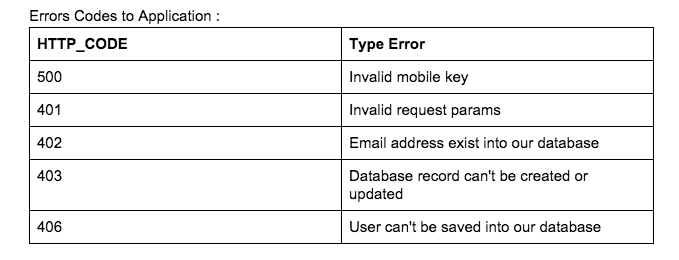 Errors Codes to Application :
HTTP_CODE Type Error
500 Invalid mobile key
401 Invalid request params
402 Email address exist into our database
403 Database record can't be created or
updated
406 User can't be saved into our database